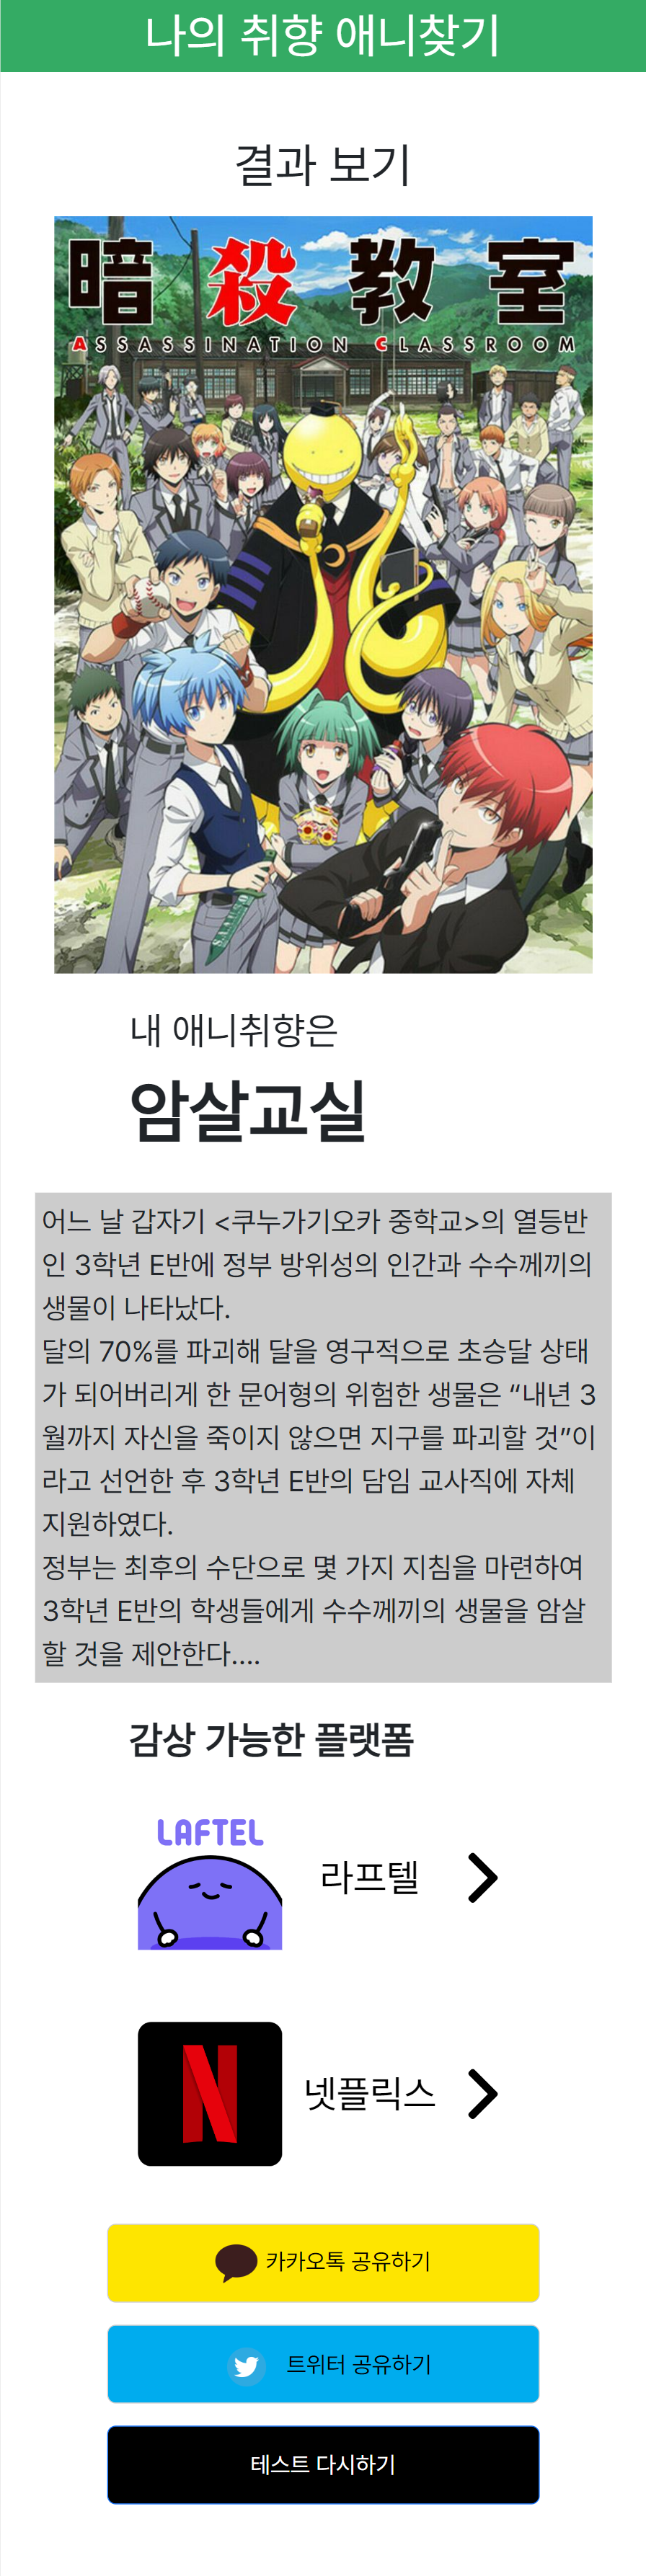 나의 취향 애니찾기
결과 보기
暗殺教室
ASSASSINATION CLASSROOM
내 애니취향은
암살교실
어느 날 갑자기 <쿠누가기오카 중학교>의 열등반
인 3학년 E반에 정부 방위성의 인간과 수수께끼의
생물이 나타났다.
달의 70%를 파괴해 달을 영구적으로 초승달 상태
가 되어버리게 한 문어형의 위험한 생물은 “내년 3
월까지 자신을 죽이지 않으면 지구를 파괴할 것”이
라고 선언한 후 3학년 E반의 담임 교사직에 자체
지원하였다.
정부는 최후의 수단으로 몇 가지 지침을 마련하여
3학년 E반의 학생들에게 수수께끼의 생물을 암살
할 것을 제안한다....
감상 가능한 플랫폼
LAFTEL
라프텔
N
넷플릭스
카카오톡 공유하기
트위터 공유하기
테스트 다시하기